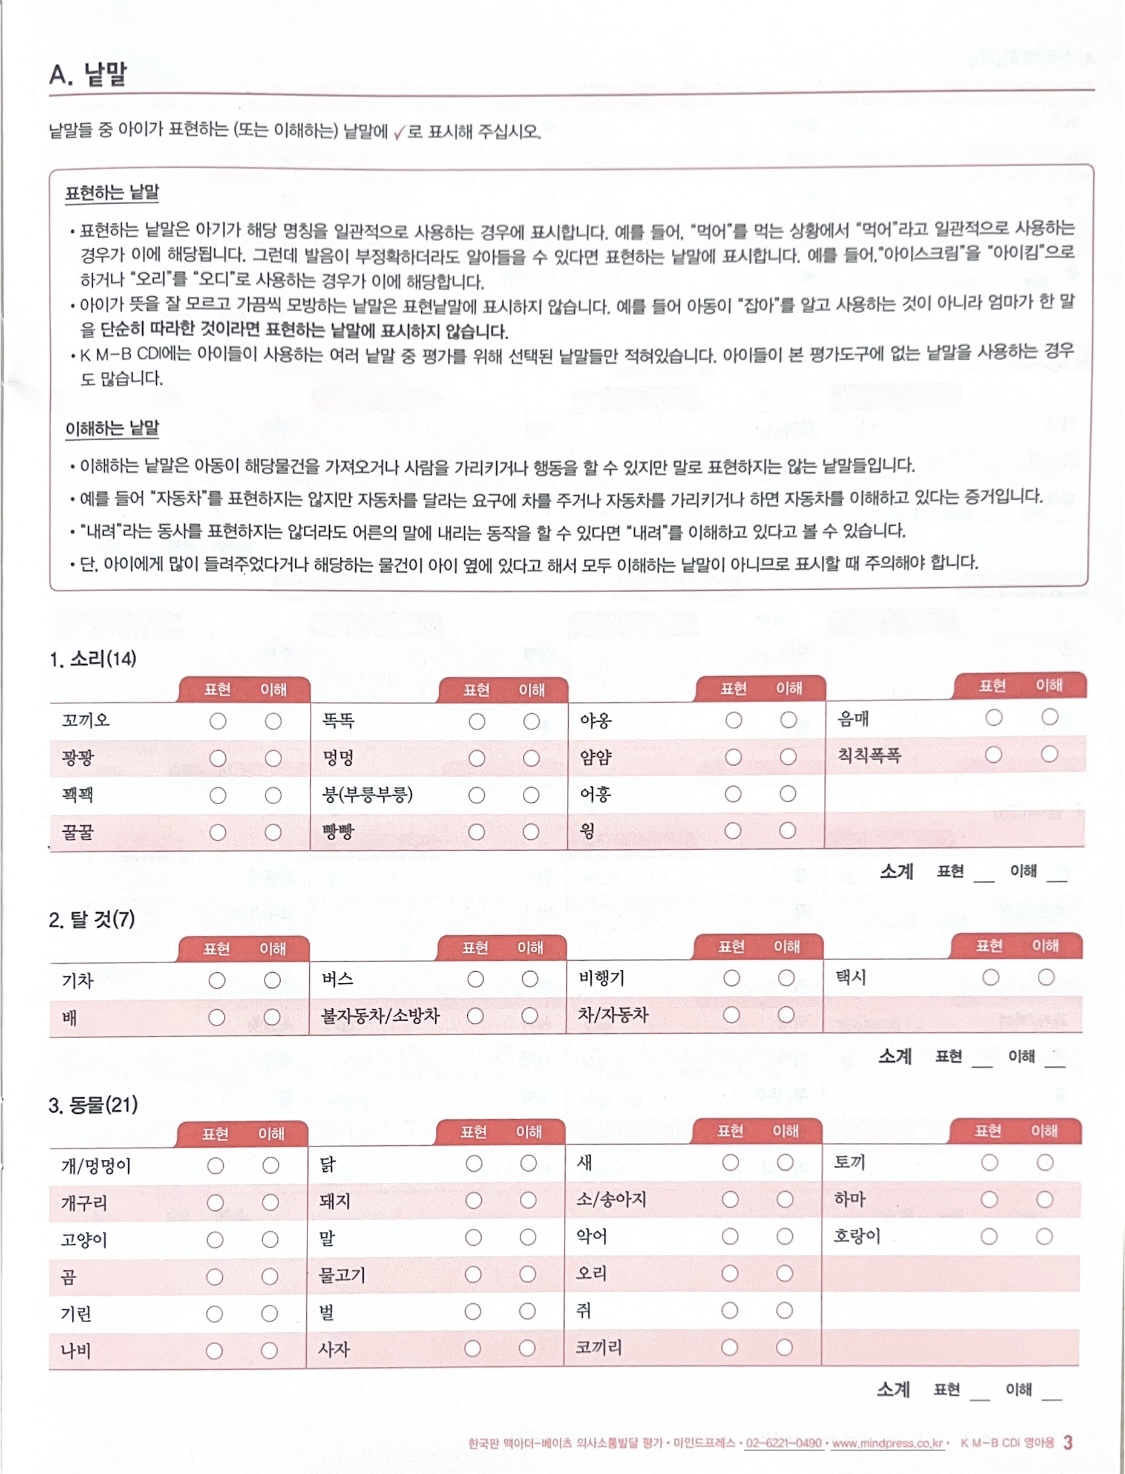 A. 낱말
낱말들 중 아이가 표현하는 (또는 이해하는) 낱말에 ✓로 표시해 주십시오.
표현하는 낱말
• 표현하는 낱말은 아기가 해당 명칭을 일관적으로 사용하는 경우에 표시합니다. 예를 들어, “먹어”를 먹는 상황에서 “먹어”라고 일관적으로 사용하는
경우가 이에 해당됩니다. 그런데 발음이 부정확하더라도 알아들을 수 있다면 표현하는 낱말에 표시합니다. 예를 들어,“아이스크림”을 “아이킴”으로
하거나 “오리”를 “오디”로 사용하는 경우가 이에 해당합니다.
• 아이가 뜻을 잘 모르고 가끔씩 모방하는 낱말은 표현낱말에 표시하지 않습니다. 예를 들어 아동이 “잡아”를 알고 사용하는 것이 아니라 엄마가 한 말
을 단순히 따라한 것이라면 표현하는 낱말에 표시하지 않습니다.
• K M-B CDI에는 아이들이 사용하는 여러 낱말 중 평가를 위해 선택된 낱말들만 적혀있습니다. 아이들이 본 평가도구에 없는 낱말을 사용하는 경우
도 많습니다.
이해하는 낱말
• 이해하는 낱말은 아동이 해당물건을 가져오거나 사람을 가리키거나 행동을 할 수 있지만 말로 표현하지는 않는 낱말들입니다.
• 예를 들어 “자동차”를 표현하지는 않지만 자동차를 달라는 요구에 차를 주거나 자동차를 가리키거나 하면 자동차를 이해하고 있다는 증거입니다.
• “내려”라는 동사를 표현하지는 않더라도 어른의 말에 내리는 동작을 할 수 있다면 “내려”를 이해하고 있다고 볼 수 있습니다.
• 단, 아이에게 많이 들려주었다거나 해당하는 물건이 아이 옆에 있다고 해서 모두 이해하는 낱말이 아니므로 표시할 때 주의해야 합니다.
1. 소리(14)
표현 이해 표현 이해 표현 이해 표현 이해
꼬끼오 ○ ○ 똑똑 ○ ○ 야옹 ○ ○ 음매 ○ ○
꽝꽝 ○ ○ 멍멍 ○ ○ 얌얌 ○ ○ 칙칙폭폭 ○ ○
꽥꽥 ○ ○ 붕(부릉부릉) ○ ○ 어흥 ○ ○
꿀꿀 ○ ○ 빵빵 ○ ○ 윙 ○ ○
소계 표현 __ 이해 __
2. 탈 것(7)
표현 이해 표현 이해 표현 이해 표현 이해
기차 ○ ○ 버스 ○ ○ 비행기 ○ ○ 택시 ○ ○
배 ○ ○ 불자동차/소방차 ○ ○ 차/자동차 ○ ○
소계 표현 __ 이해 __
3. 동물(21)
표현 이해 표현 이해 표현 이해 표현 이해
개/멍멍이 ○ ○ 닭 ○ ○ 새 ○ ○ 토끼 ○ ○
개구리 ○ ○ 돼지 ○ ○ 소/송아지 ○ ○ 하마 ○ ○
고양이 ○ ○ 말 ○ ○ 악어 ○ ○ 호랑이 ○ ○
곰 ○ ○ 물고기 ○ ○ 오리 ○ ○
기린 ○ ○ 벌 ○ ○ 쥐 ○ ○
나비 ○ ○ 사자 ○ ○ 코끼리 ○ ○
소계 표현 __ 이해 __
한국판 맥아더-베이츠 의사소통발달 평가 • 마인드프레스 • 02-6221-0490 • www.mindpress.co.kr • K M-B CDI 영아용 3